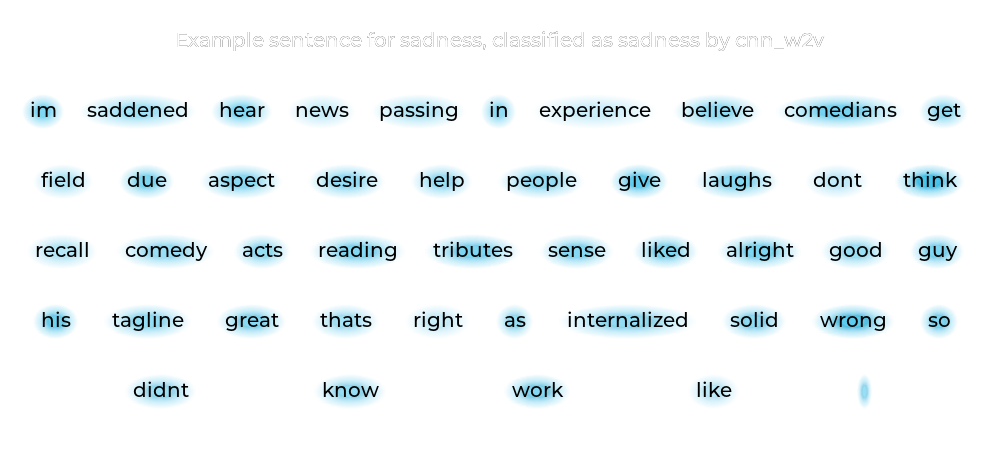 Example sentence for sadness, classified as sadness by cnn_w2v
im saddened hear news passing in experience believe comedians get
field due aspect desire help people give laughs dont think
recall comedy acts reading tributes sense liked alright good guy
his tagline great thats right as internalized solid wrong so
didnt know work like